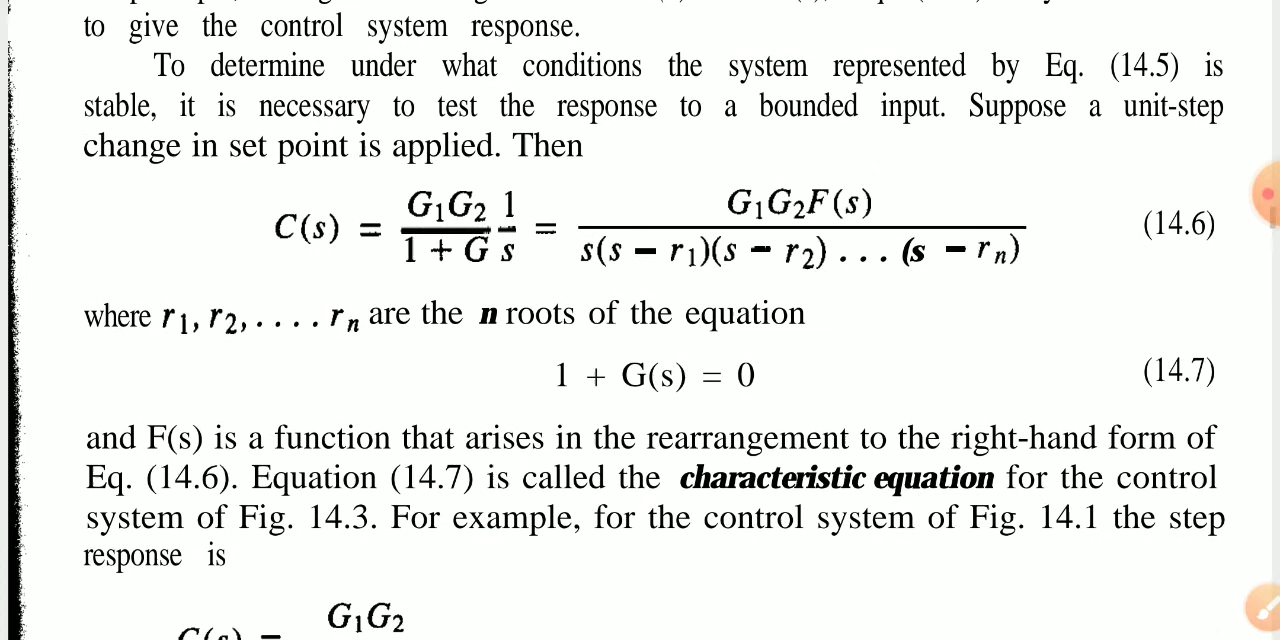 to give the control system response.
To determine under what conditions the system represented by Eq. (14.5) is
stable, it is necessary to test the response to a bounded input. Suppose a unit-step
change in set point is applied. Then
C(s) = G₁G₂/(1 + G) 1/s = G₁G₂F(s)/(s(s − r₁)(s − r₂) . . . (s − rₙ)) (14.6)
where r₁, r₂, . . . . rₙ are the n roots of the equation
1 + G(s) = 0 (14.7)
and F(s) is a function that arises in the rearrangement to the right-hand form of
Eq. (14.6). Equation (14.7) is called the characteristic equation for the control
system of Fig. 14.3. For example, for the control system of Fig. 14.1 the step
response is
C(s) = G₁G₂